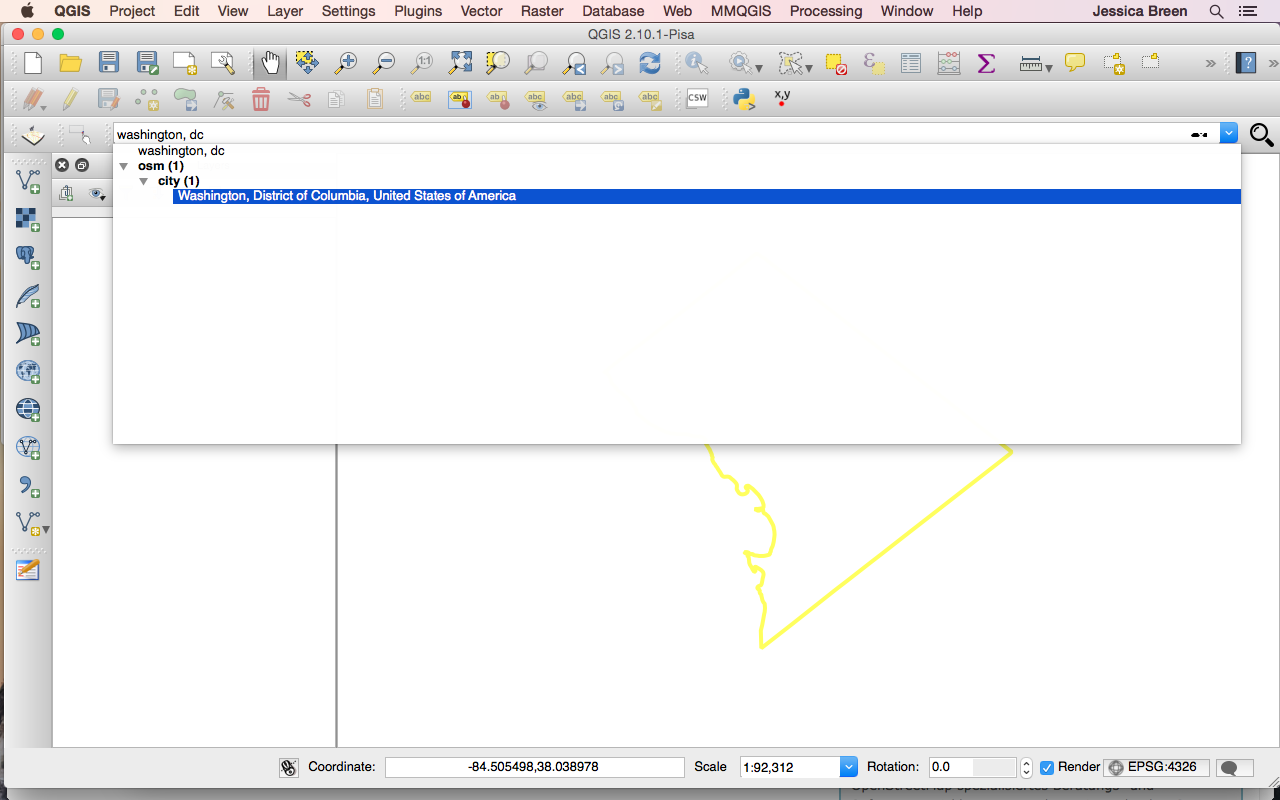 QGIS Project Edit View Layer Settings Plugins Vector Raster Database Web MMQGIS Processing Window Help Jessica Breen
QGIS 2.10.1-Pisa
1:1
?
abc ab abc abc abc abc abc CSW x,y
washington, dc
washington, dc
osm (1)
city (1)
Washington, District of Columbia, United States of America
Coordinate: -84.505498,38.038978 Scale 1:92,312 Rotation: 0.0 Render EPSG:4326